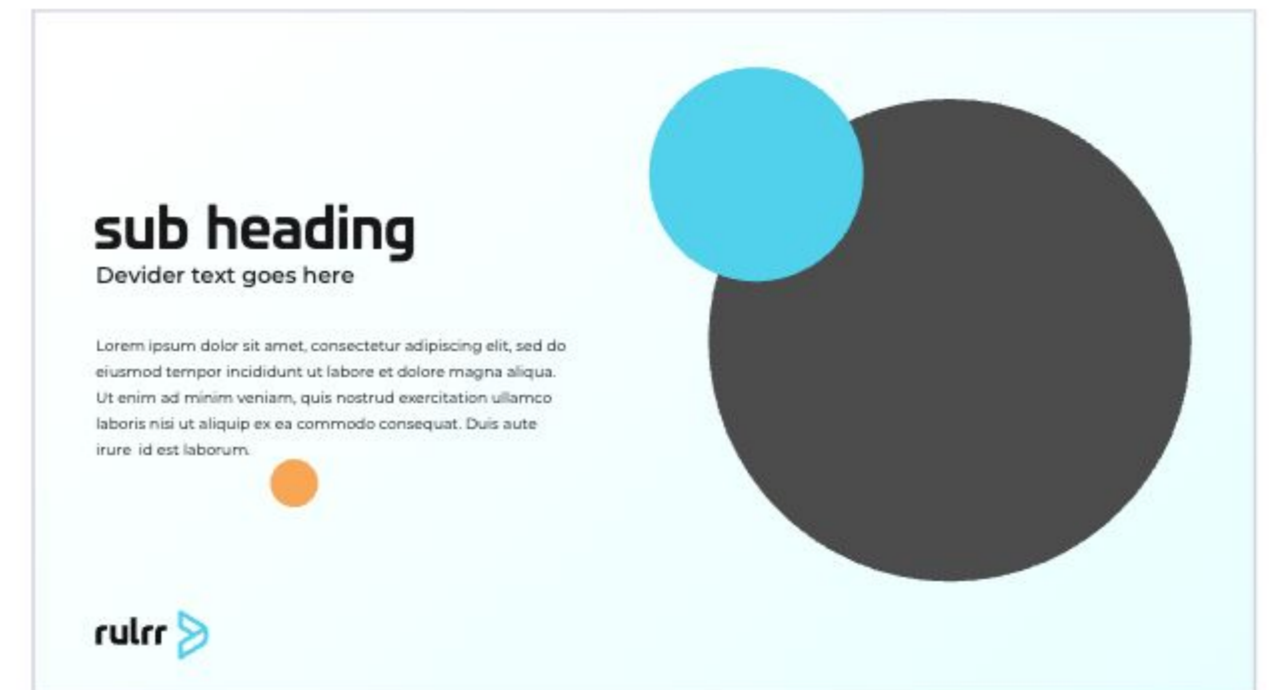 sub heading
Devider text goes here
Lorem ipsum dolor sit amet, consectetur adipiscing elit, sed do
eiusmod tempor incididunt ut labore et dolore magna aliqua.
Ut enim ad minim veniam, quis nostrud exercitation ullamco
laboris nisi ut aliquip ex ea commodo consequat. Duis aute
irure  id est laborum.
rulrr